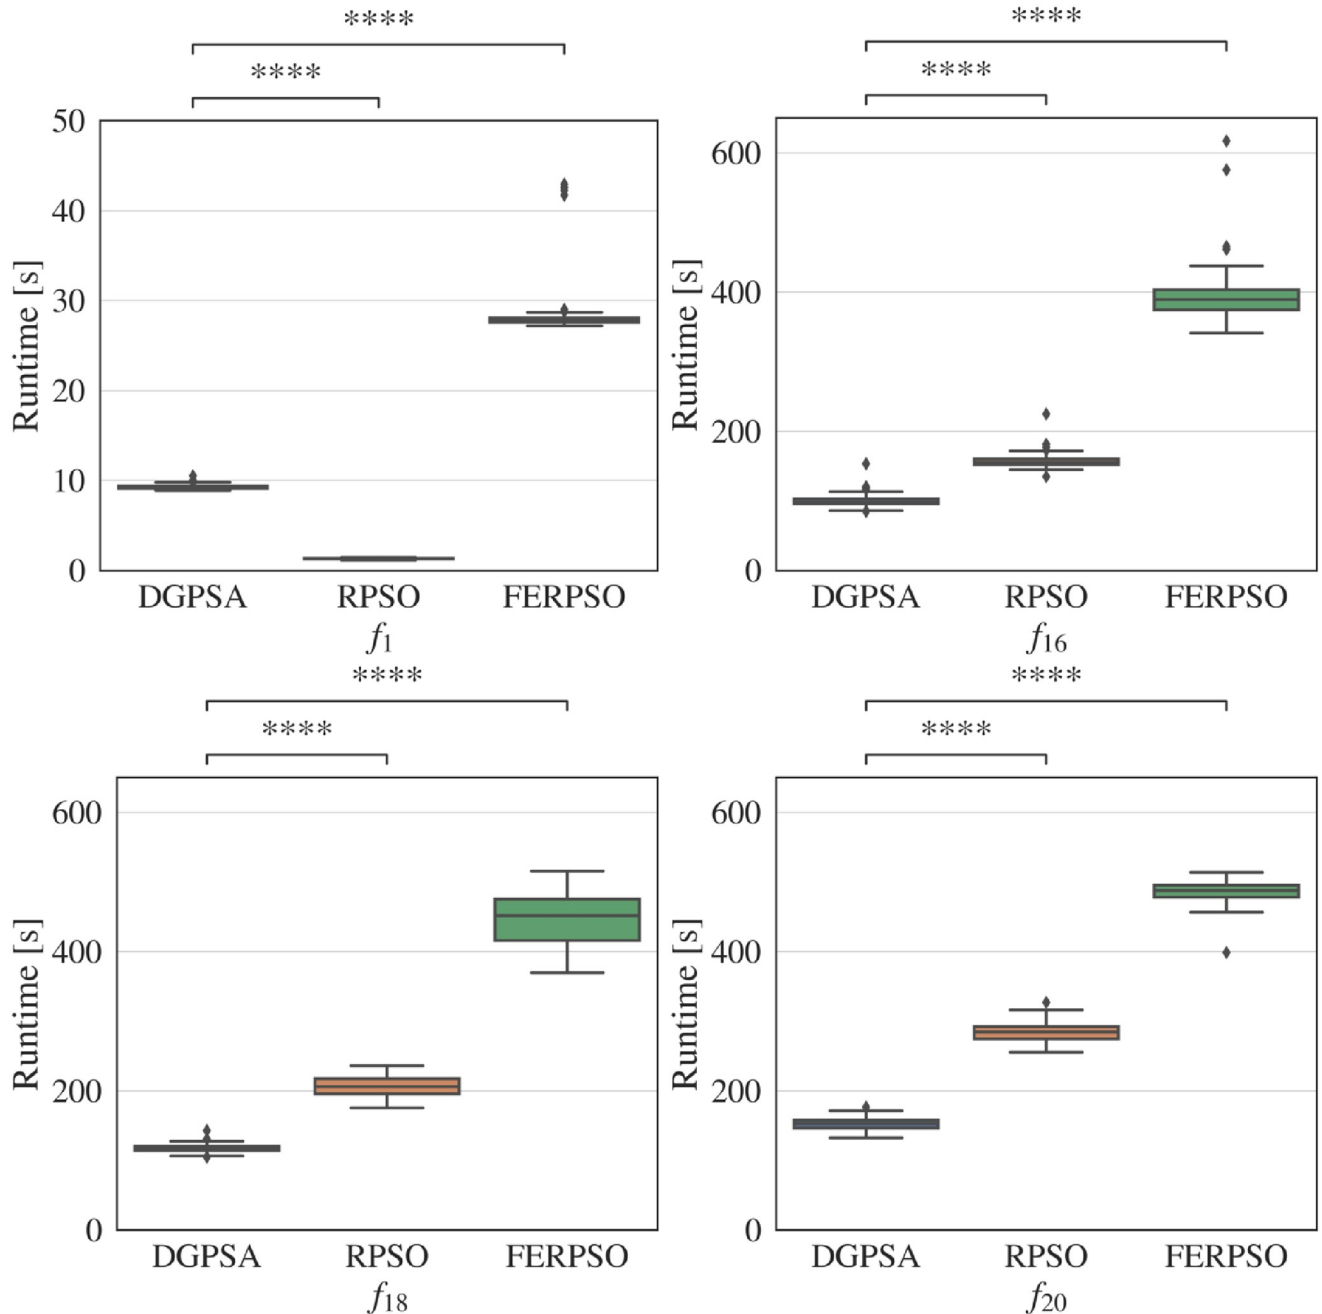 ****
****
50
40
30
20
10
0
Runtime [s]
DGPSA RPSO FERPSO
f1
****
****
600
400
200
0
Runtime [s]
DGPSA RPSO FERPSO
f16
****
****
600
400
200
0
Runtime [s]
DGPSA RPSO FERPSO
f18
****
****
600
400
200
0
Runtime [s]
DGPSA RPSO FERPSO
f20